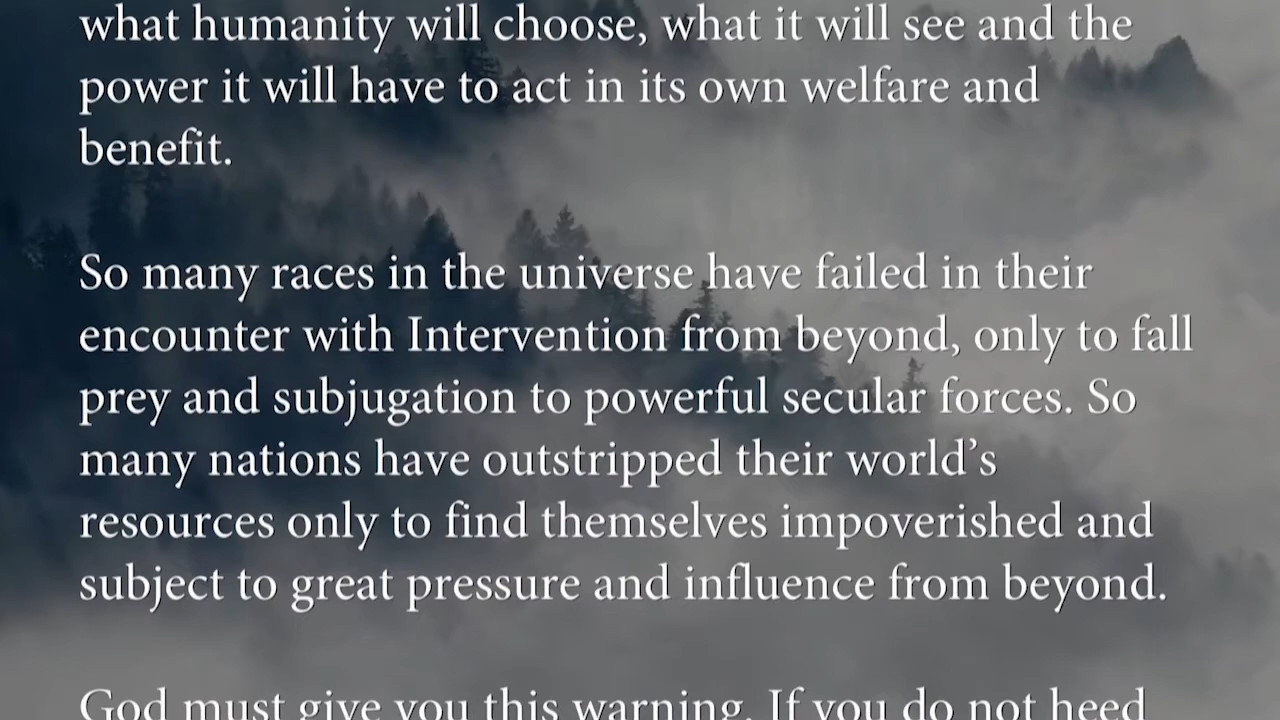 what humanity will choose, what it will see and the
power it will have to act in its own welfare and
benefit.
So many races in the universe have failed in their
encounter with Intervention from beyond, only to fall
prey and subjugation to powerful secular forces. So
many nations have outstripped their world’s
resources only to find themselves impoverished and
subject to great pressure and influence from beyond.
God must give you this warning. If you do not heed